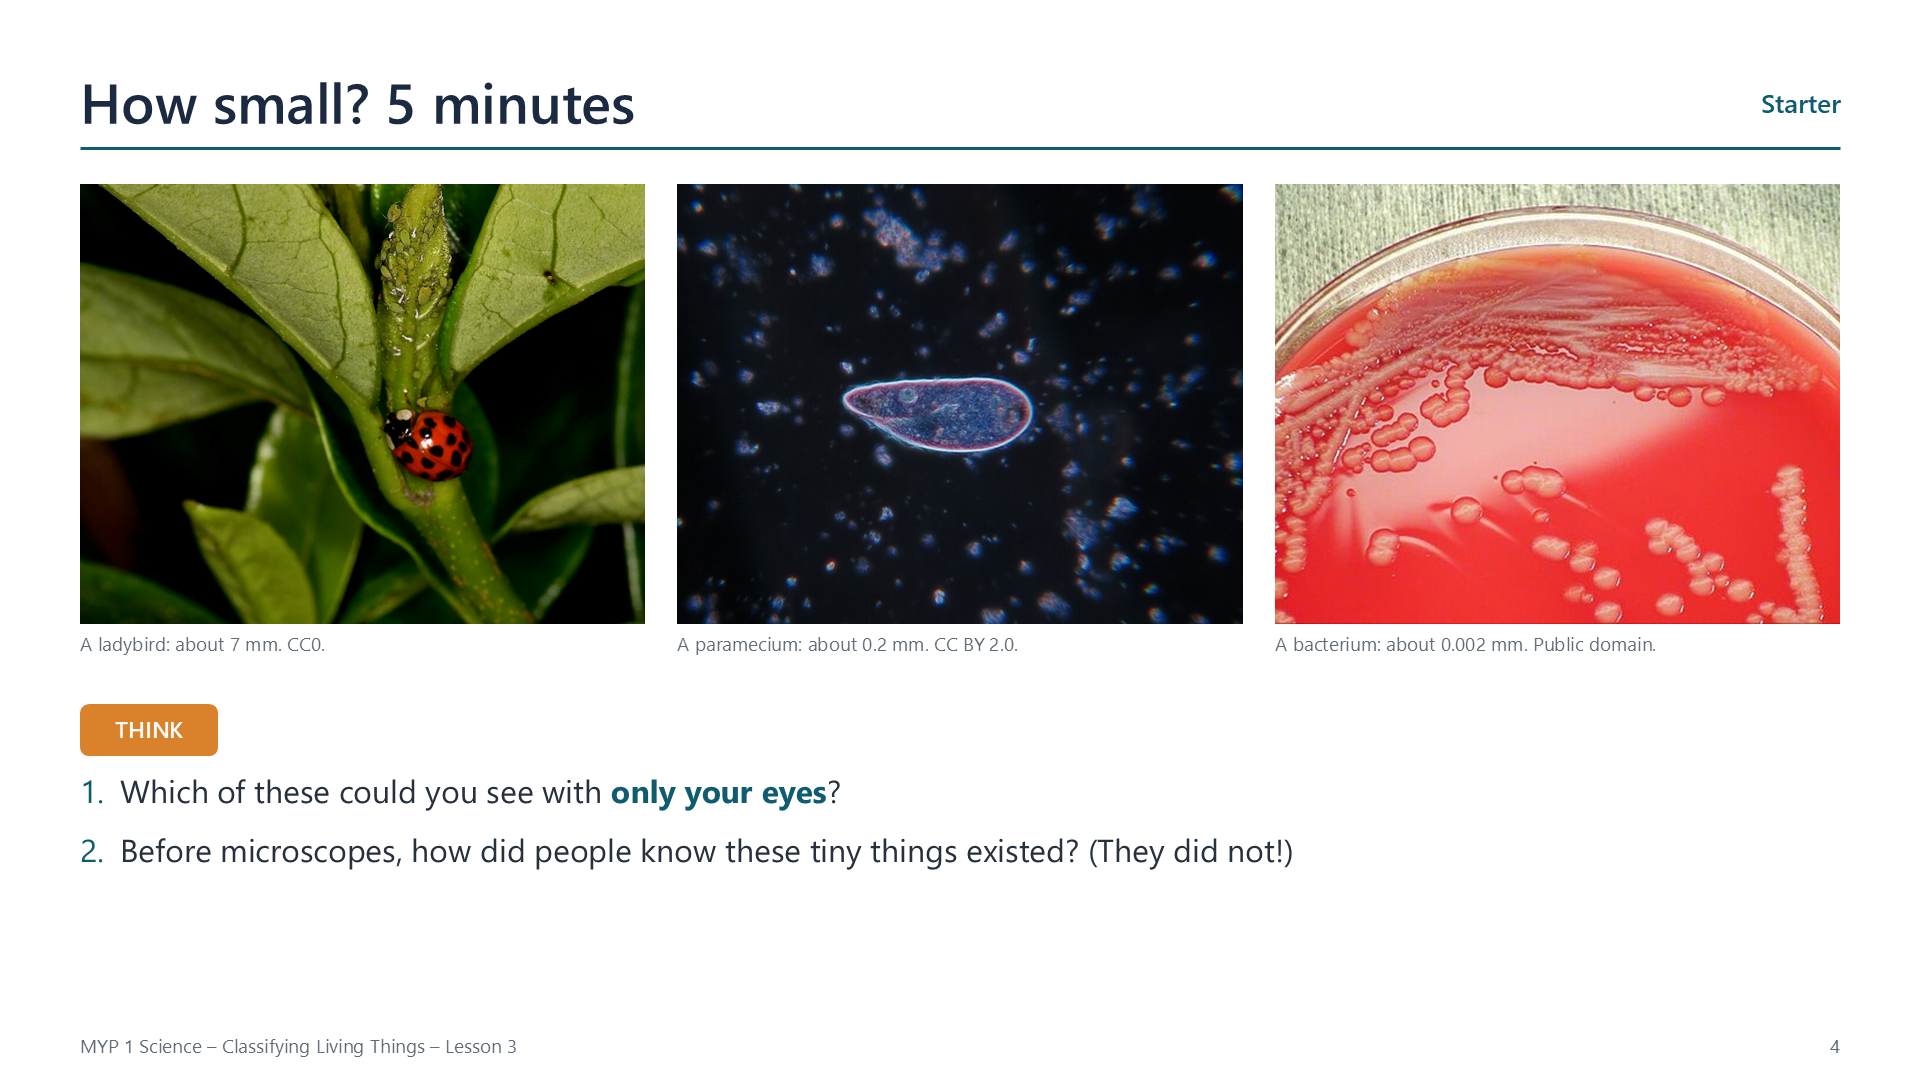 How small? 5 minutes
Starter
A ladybird: about 7 mm. CC0.
A paramecium: about 0.2 mm. CC BY 2.0.
A bacterium: about 0.002 mm. Public domain.
THINK
1. Which of these could you see with only your eyes?
2. Before microscopes, how did people know these tiny things existed? (They did not!)
MYP 1 Science – Classifying Living Things – Lesson 3
4